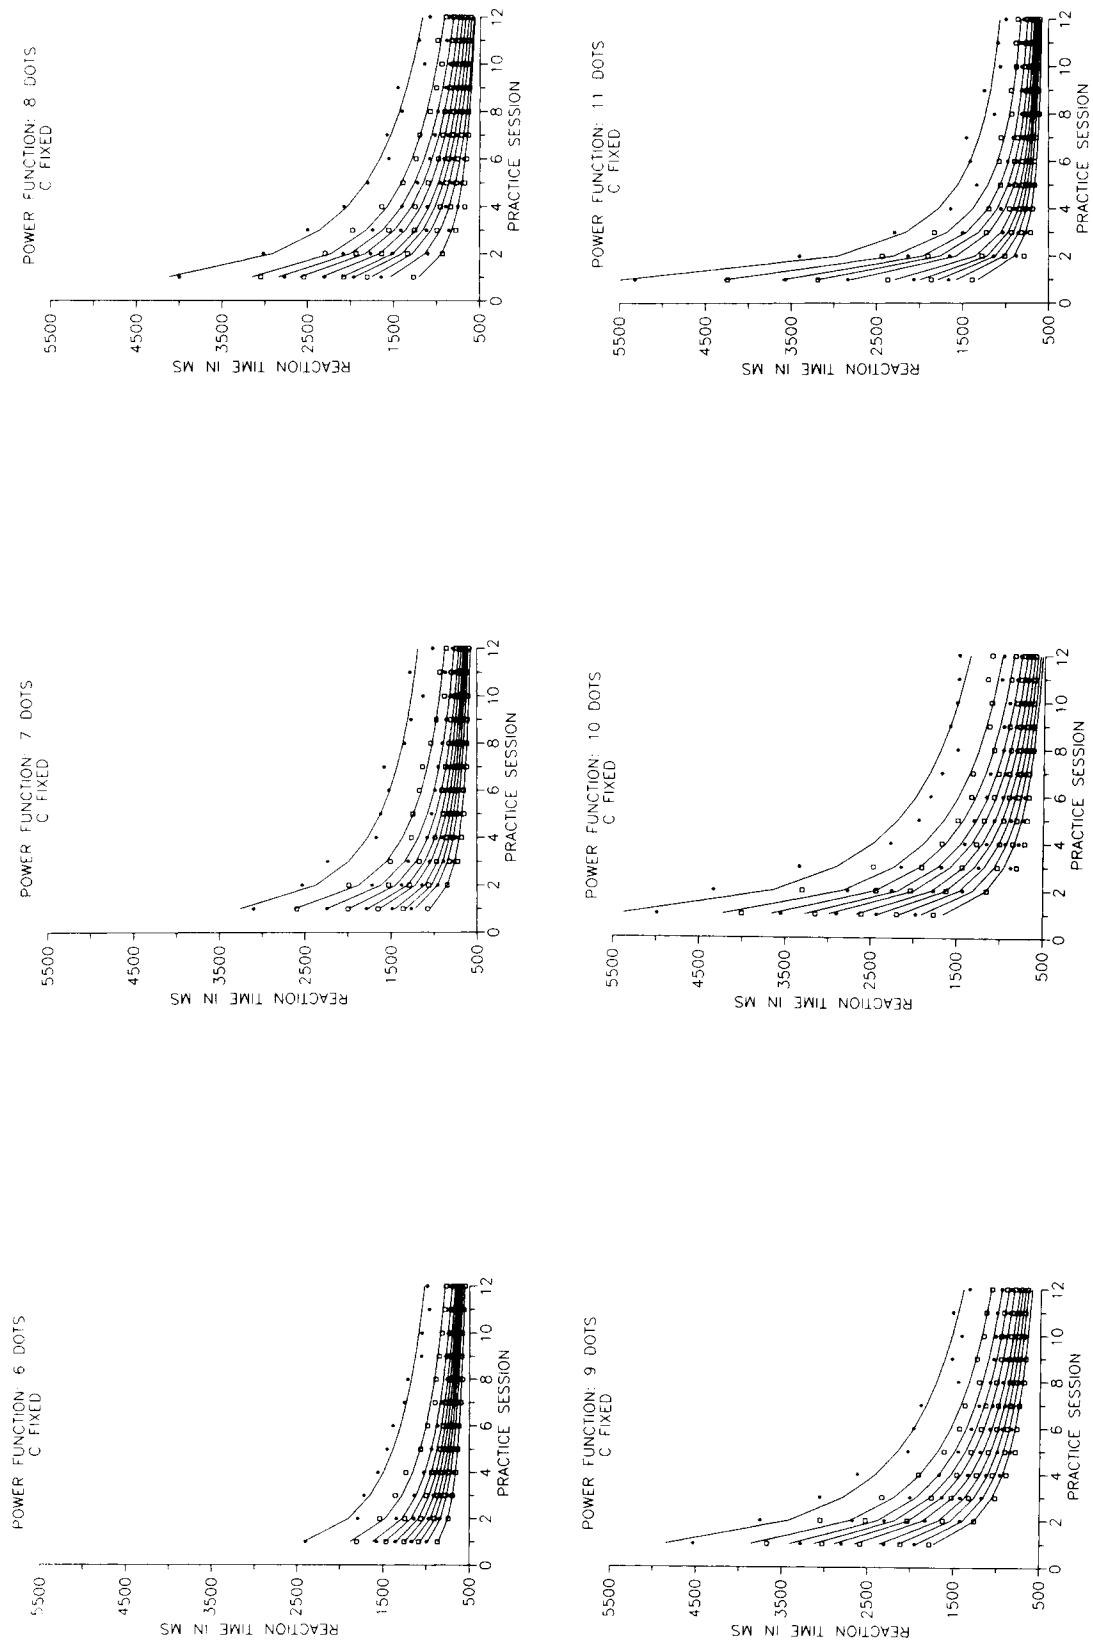 POWER FUNCTION: 6 DOTS
C FIXED
5500
4500
3500
2500
1500
500
REACTION TIME IN MS
0 2 4 6 8 10 12
PRACTICE SESSION
POWER FUNCTION: 7 DOTS
C FIXED
5500
4500
3500
2500
1500
500
REACTION TIME IN MS
0 2 4 6 8 10 12
PRACTICE SESSION
POWER FUNCTION: 8 DOTS
C FIXED
5500
4500
3500
2500
1500
500
REACTION TIME IN MS
0 2 4 6 8 10 12
PRACTICE SESSION
POWER FUNCTION: 9 DOTS
C FIXED
5500
4500
3500
2500
1500
500
REACTION TIME IN MS
0 2 4 6 8 10 12
PRACTICE SESSION
POWER FUNCTION: 10 DOTS
C FIXED
5500
4500
3500
2500
1500
500
REACTION TIME IN MS
0 2 4 6 8 10 12
PRACTICE SESSION
POWER FUNCTION: 11 DOTS
C FIXED
5500
4500
3500
2500
1500
500
REACTION TIME IN MS
0 2 4 6 8 10 12
PRACTICE SESSION